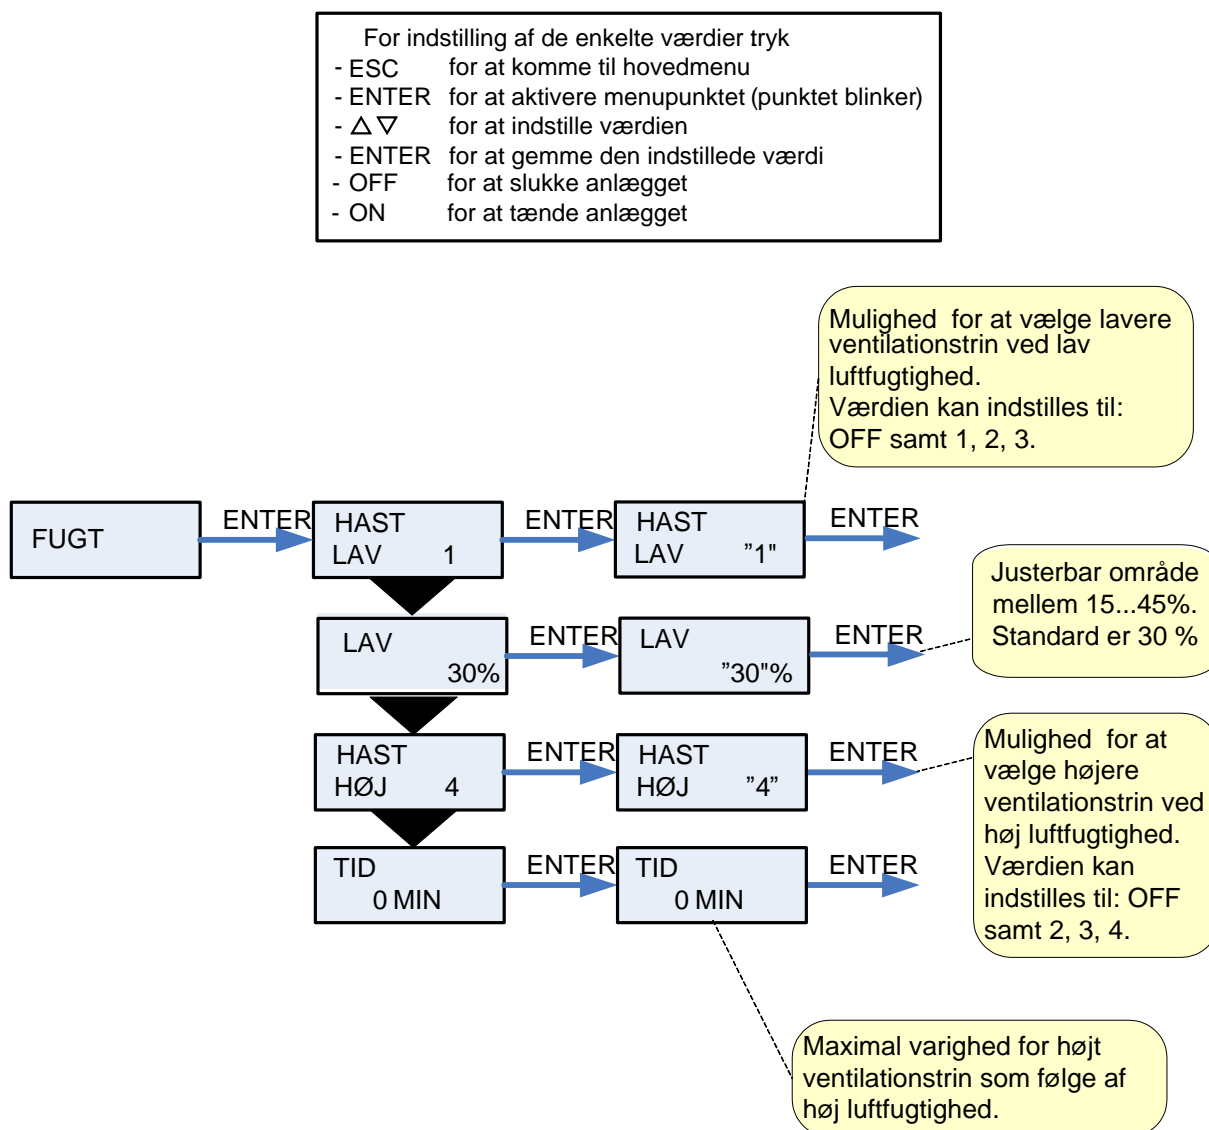 For indstilling af de enkelte værdier tryk
- ESC for at komme til hovedmenu
- ENTER for at aktivere menupunktet (punktet blinker)
- △▽ for at indstille værdien
- ENTER for at gemme den indstillede værdi
- OFF for at slukke anlægget
- ON for at tænde anlægget
Mulighed for at vælge lavere
ventilationstrin ved lav
luftfugtighed.
Værdien kan indstilles til:
OFF samt 1, 2, 3.
FUGT
ENTER
HAST
LAV 1
ENTER
HAST
LAV ”1"
ENTER
LAV
30%
ENTER
LAV
”30"%
ENTER
Justerbar område
mellem 15...45%.
Standard er 30 %
HAST
HØJ 4
ENTER
HAST
HØJ ”4”
ENTER
Mulighed for at
vælge højere
ventilationstrin ved
høj luftfugtighed.
Værdien kan
indstilles til: OFF
samt 2, 3, 4.
TID
0 MIN
ENTER
TID
0 MIN
ENTER
Maximal varighed for højt
ventilationstrin som følge af
høj luftfugtighed.